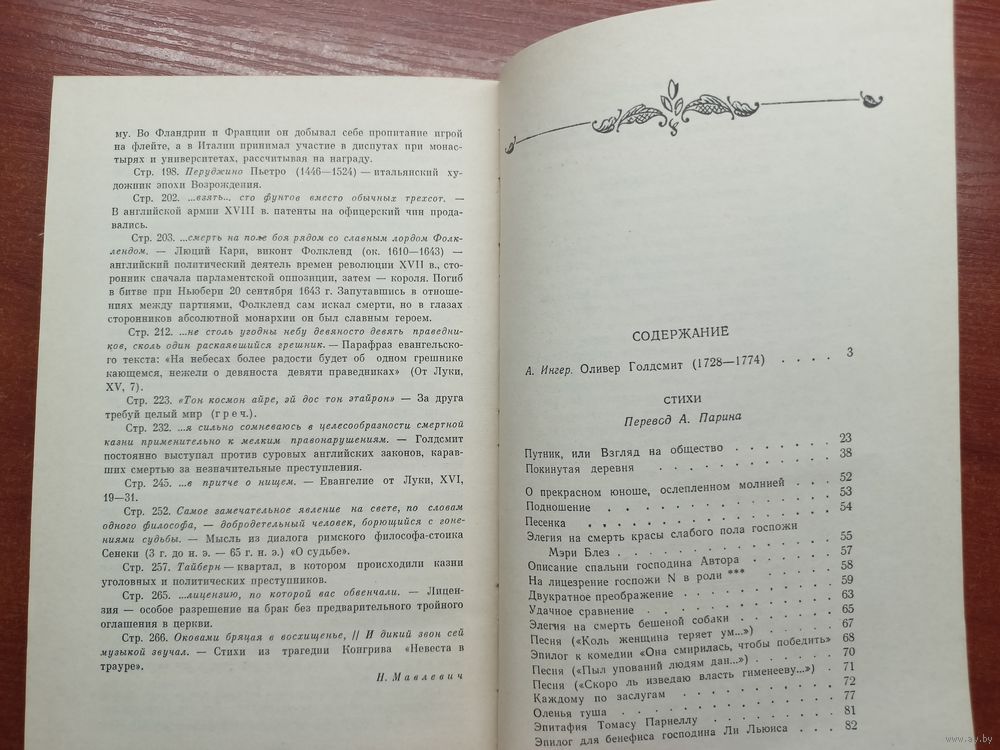 му. Во Фландрии и Франции он добывал себе пропитание игрой
на флейте, а в Италии принимал участие в диспутах при монас-
тырях и университетах, рассчитывая на награду.
Стр. 198. Перуджино Пьетро (1446—1524) — итальянский ху-
дожник эпохи Возрождения.
Стр. 202. ...взять... сто фунтов вместо обычных трехсот. —
В английской армии XVIII в. патенты на офицерский чин прода-
вались.
Стр. 203. ...смерть на поле боя рядом со славным лордом Фолк-
лендом. — Люций Кари, виконт Фолкленд (ок. 1610—1643) —
английский политический деятель времен революции XVII в., сто-
ронник сначала парламентской оппозиции, затем — короля. Погиб
в битве при Ньюбери 20 сентября 1643 г. Запутавшись в отноше-
ниях между партиями, Фолкленд сам искал смерти, но в глазах
сторонников абсолютной монархии он был славным героем.
Стр. 212. ...не столь угодны небу девяносто девять праведни-
ков, сколь один раскаявшийся грешник. — Парафраз евангельско-
го текста: «На небесах более радости будет об одном грешнике
кающемся, нежели о девяноста девяти праведниках» (От Луки,
XV, 7).
Стр. 223. «Тон космон айре, эй дос тон этайрон» — За друга
требуй целый мир (греч.).
Стр. 232. ...я сильно сомневаюсь в целесообразности смертной
казни применительно к мелким правонарушениям. — Голдсмит
постоянно выступал против суровых английских законов, карав-
ших смертью за незначительные преступления.
Стр. 245. ...в притче о нищем. — Евангелие от Луки, XVI,
19—31.
Стр. 252. Самое замечательное явление на свете, по словам
одного философа, — добродетельный человек, борющийся с гоне-
ниями судьбы. — Мысль из диалога римского философа-стоика
Сенеки (3 г. до н. э. — 65 г. н. э.) «О судьбе».
Стр. 257. Тайберн — квартал, в котором происходили казни
уголовных и политических преступников.
Стр. 265. ...лицензию, по которой вас обвенчали. — Лицен-
зия — особое разрешение на брак без предварительного тройного
оглашения в церкви.
Стр. 266. Оковами бряцая в восхищенье, // И дикий звон сей
музыкой звучал. — Стихи из трагедии Конгрива «Невеста в
трауре».
Н. Мавлевич
СОДЕРЖАНИЕ
А. Ингер. Оливер Голдсмит (1728—1774) . . . . 3
СТИХИ
Перевод А. Парина
Путник, или Взгляд на общество . . . . . . 23
Покинутая деревня . . . . . . . . 38
О прекрасном юноше, ослепленном молнией . . 52
Подношение . . . . . . . . . 53
Песенка . . . . . . . . . . 54
Элегия на смерть красы слабого пола госпожи
Мэри Блез . . . . . . . . . 55
Описание спальни господина Автора . . . . 57
На лицезрение госпожи N в роли *** . . . . 58
Двукратное преображение . . . . . . . 59
Удачное сравнение . . . . . . . . 63
Элегия на смерть бешеной собаки . . . . . 65
Песня («Коль женщина теряет ум...») . . . . 67
Эпилог к комедии «Она смирилась, чтобы победить» 68
Песня («Пыл упований людям дан...») . . . . 70
Песня («Скоро ль изведаю власть гименееву...») . 71
Каждому по заслугам . . . . . . . 72
Оленья туша . . . . . . . . . 77
Эпитафия Томасу Парнеллу . . . . . . 81
Эпилог для бенефиса господина Ли Льюиса . . . 82
ay.by